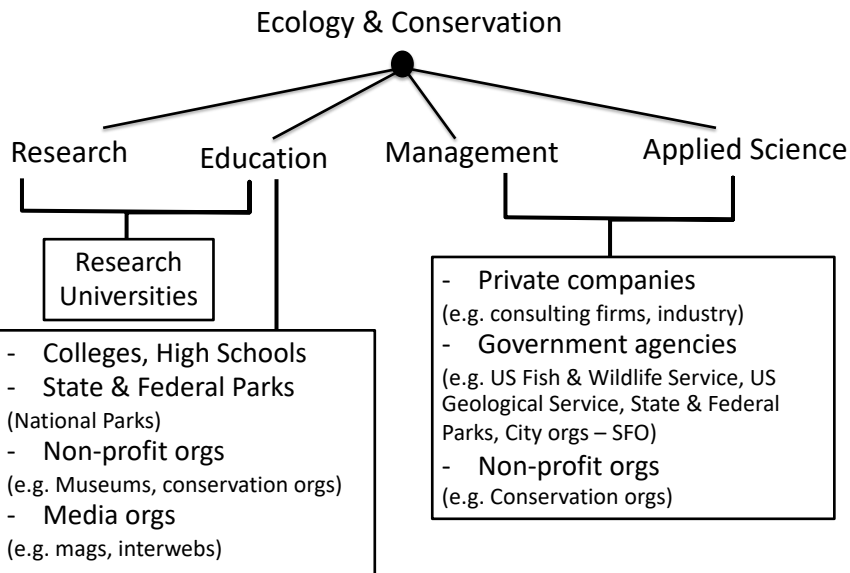 Ecology & Conservation
Research
Education
Management
Applied Science
Research
Universities
- Colleges, High Schools
- State & Federal Parks
(National Parks)
- Non-profit orgs
(e.g. Museums, conservation orgs)
- Media orgs
(e.g. mags, interwebs)
- Private companies
(e.g. consulting firms, industry)
- Government agencies
(e.g. US Fish & Wildlife Service, US
Geological Service, State & Federal
Parks, City orgs – SFO)
- Non-profit orgs
(e.g. Conservation orgs)